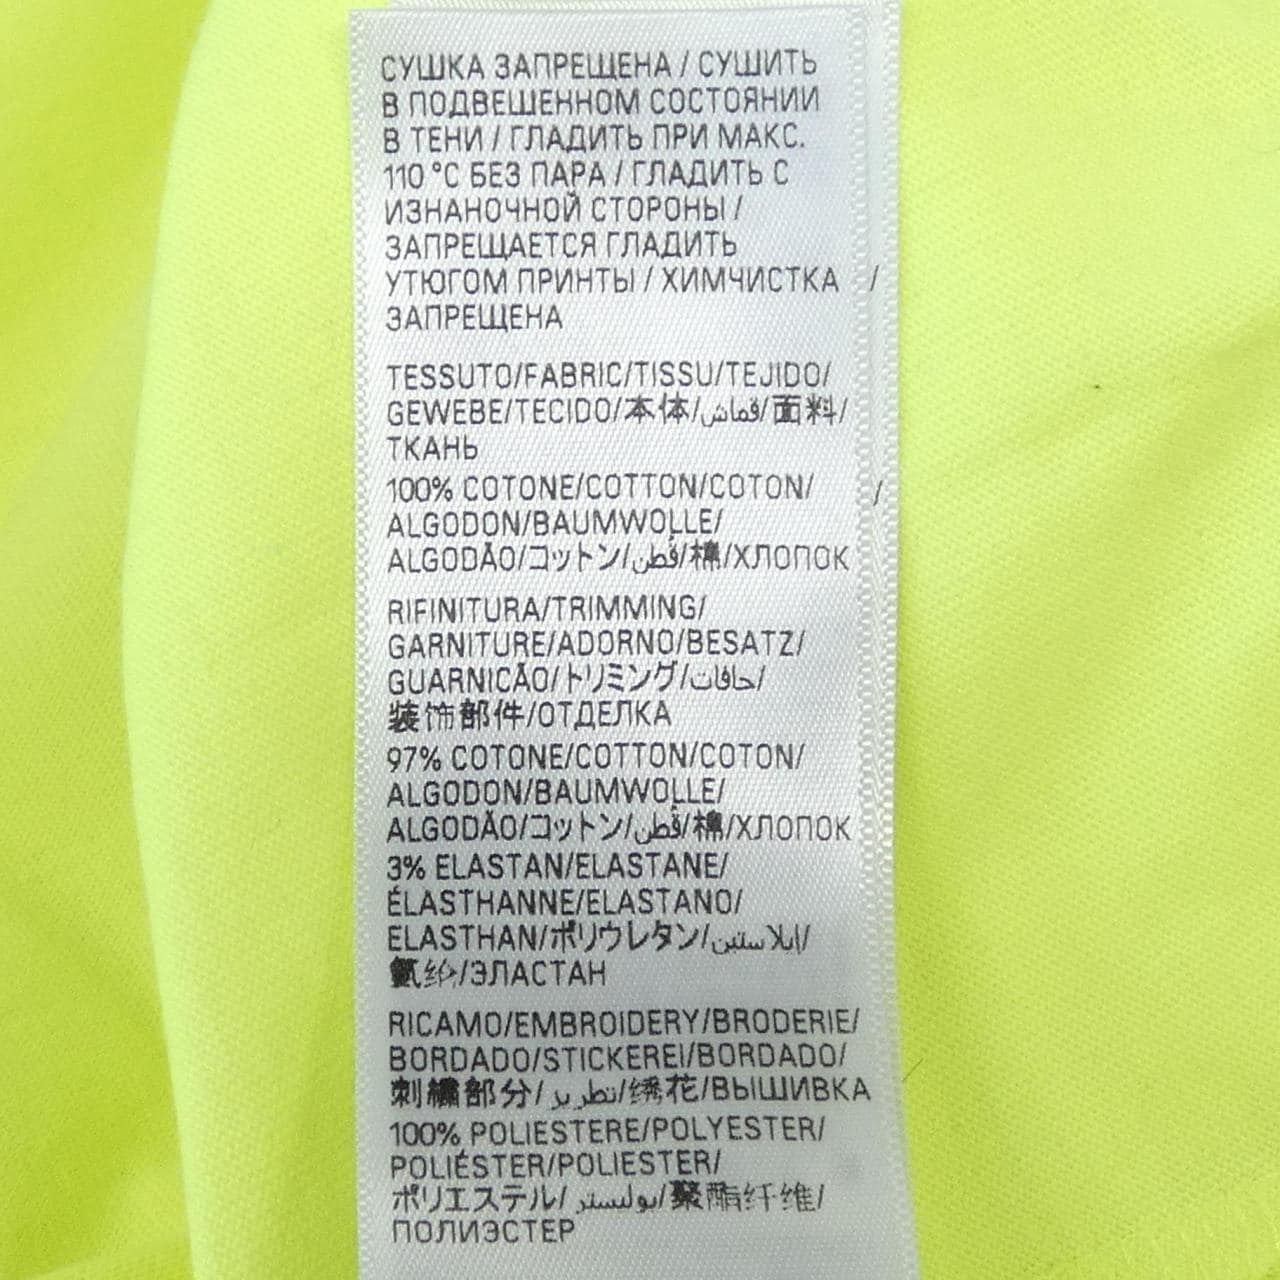 СУШКА ЗАПРЕЩЕНА / СУШИТЬ
В ПОДВЕШЕННОМ СОСТОЯНИИ
В ТЕНИ / ГЛАДИТЬ ПРИ МАКС.
110 °C БЕЗ ПАРА / ГЛАДИТЬ С
ИЗНАНОЧНОЙ СТОРОНЫ /
ЗАПРЕЩАЕТСЯ ГЛАДИТЬ
УТЮГОМ ПРИНТЫ / ХИМЧИСТКА /
ЗАПРЕЩЕНА
TESSUTO/FABRIC/TISSU/TEJIDO/
GEWEBE/TECIDO/本体/قماش/面料/
ТКАНЬ
100% COTONE/COTTON/COTON/ /
ALGODON/BAUMWOLLE/
ALGODÃO/コットン/قُطن/棉/ХЛОПОК
RIFINITURA/TRIMMING/
GARNITURE/ADORNO/BESATZ/
GUARNICÃO/トリミング/حافات/
装饰部件/ОТДЕЛКА
97% COTONE/COTTON/COTON/
ALGODON/BAUMWOLLE/
ALGODÃO/コットン/قُطن/棉/ХЛОПОК
3% ELASTAN/ELASTANE/
ÉLASTHANNE/ELASTANO/
ELASTHAN/ポリウレタン/إيلاستين/
氨纶/ЭЛАСТАН
RICAMO/EMBROIDERY/BRODERIE/
BORDADO/STICKEREI/BORDADO/
刺繍部分/تطريز/绣花/ВЫШИВКА
100% POLIESTERE/POLYESTER/
POLIÉSTER/POLIESTER/
ポリエステル/بوليستر/聚酯纤维/
ПОЛИЭСТЕР